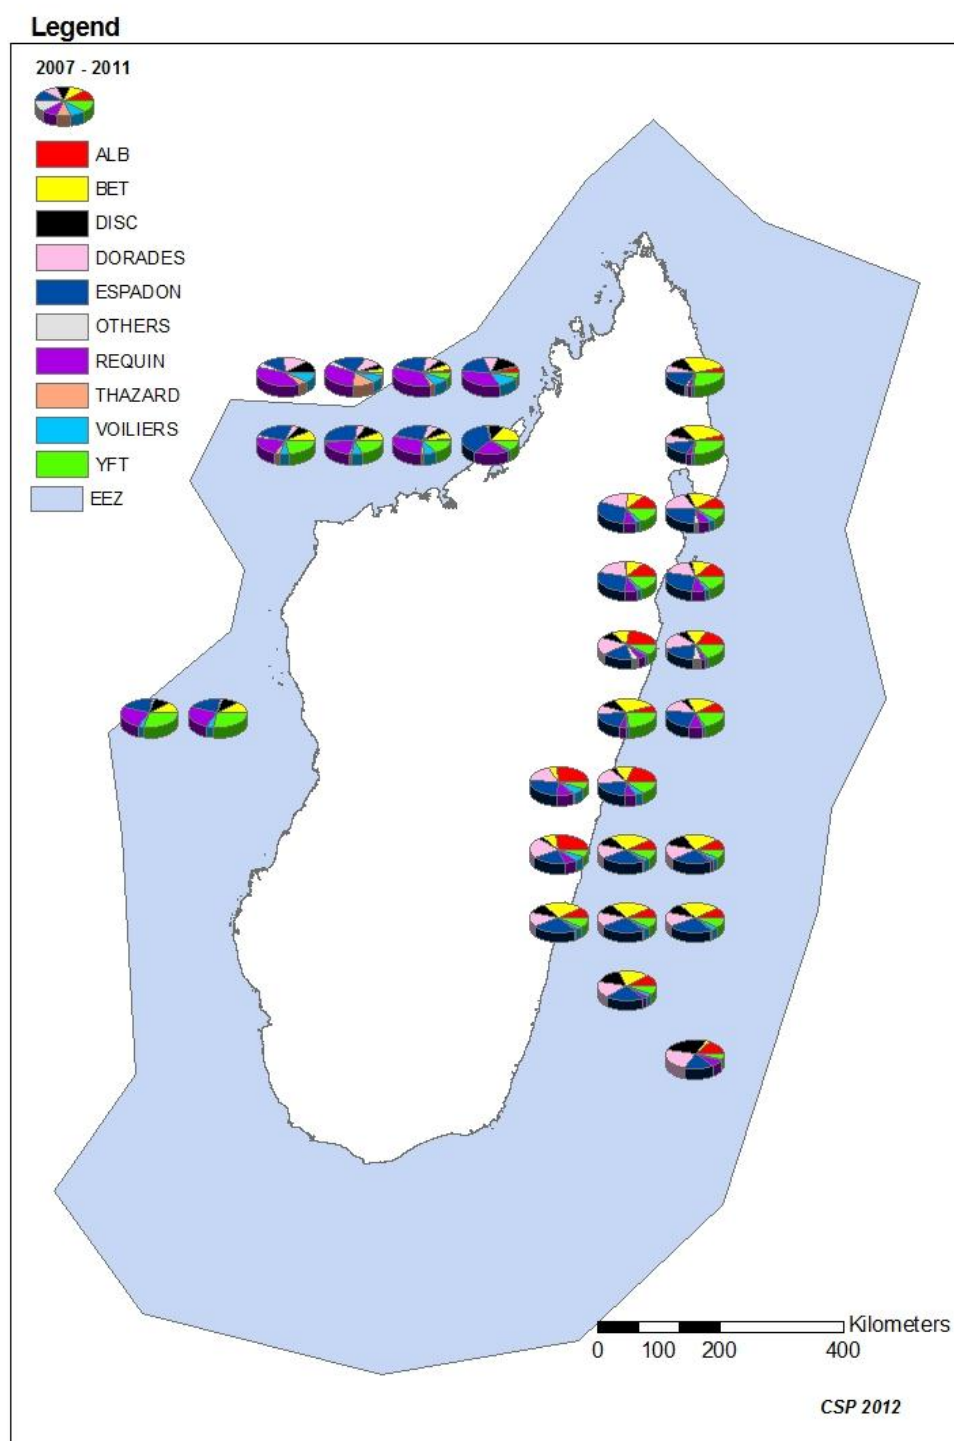 Legend
2007 - 2011
ALB
BET
DISC
DORADES
ESPADON
OTHERS
REQUIN
THAZARD
VOILIERS
YFT
EEZ
Kilometers
0 100 200 400
CSP 2012